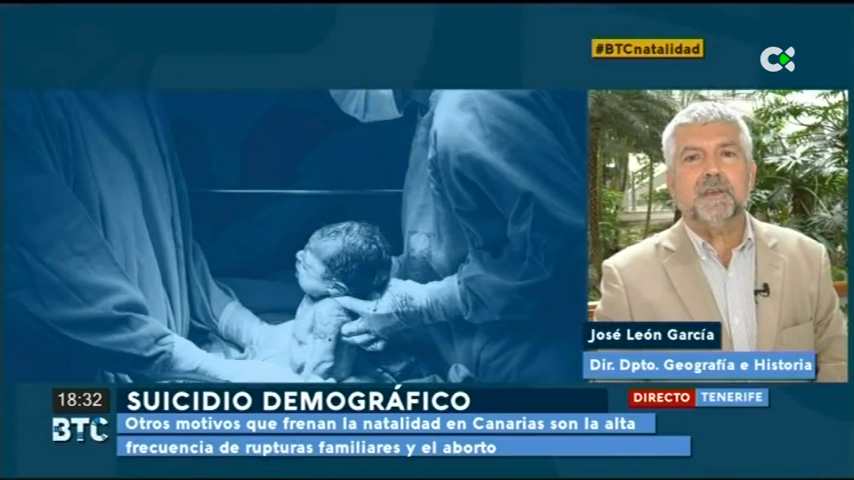 #BTCnatalidad
José León García
Dir. Dpto. Geografía e Historia
DIRECTO TENERIFE
18:32
BTC
SUICIDIO DEMOGRÁFICO
Otros motivos que frenan la natalidad en Canarias son la alta
frecuencia de rupturas familiares y el aborto